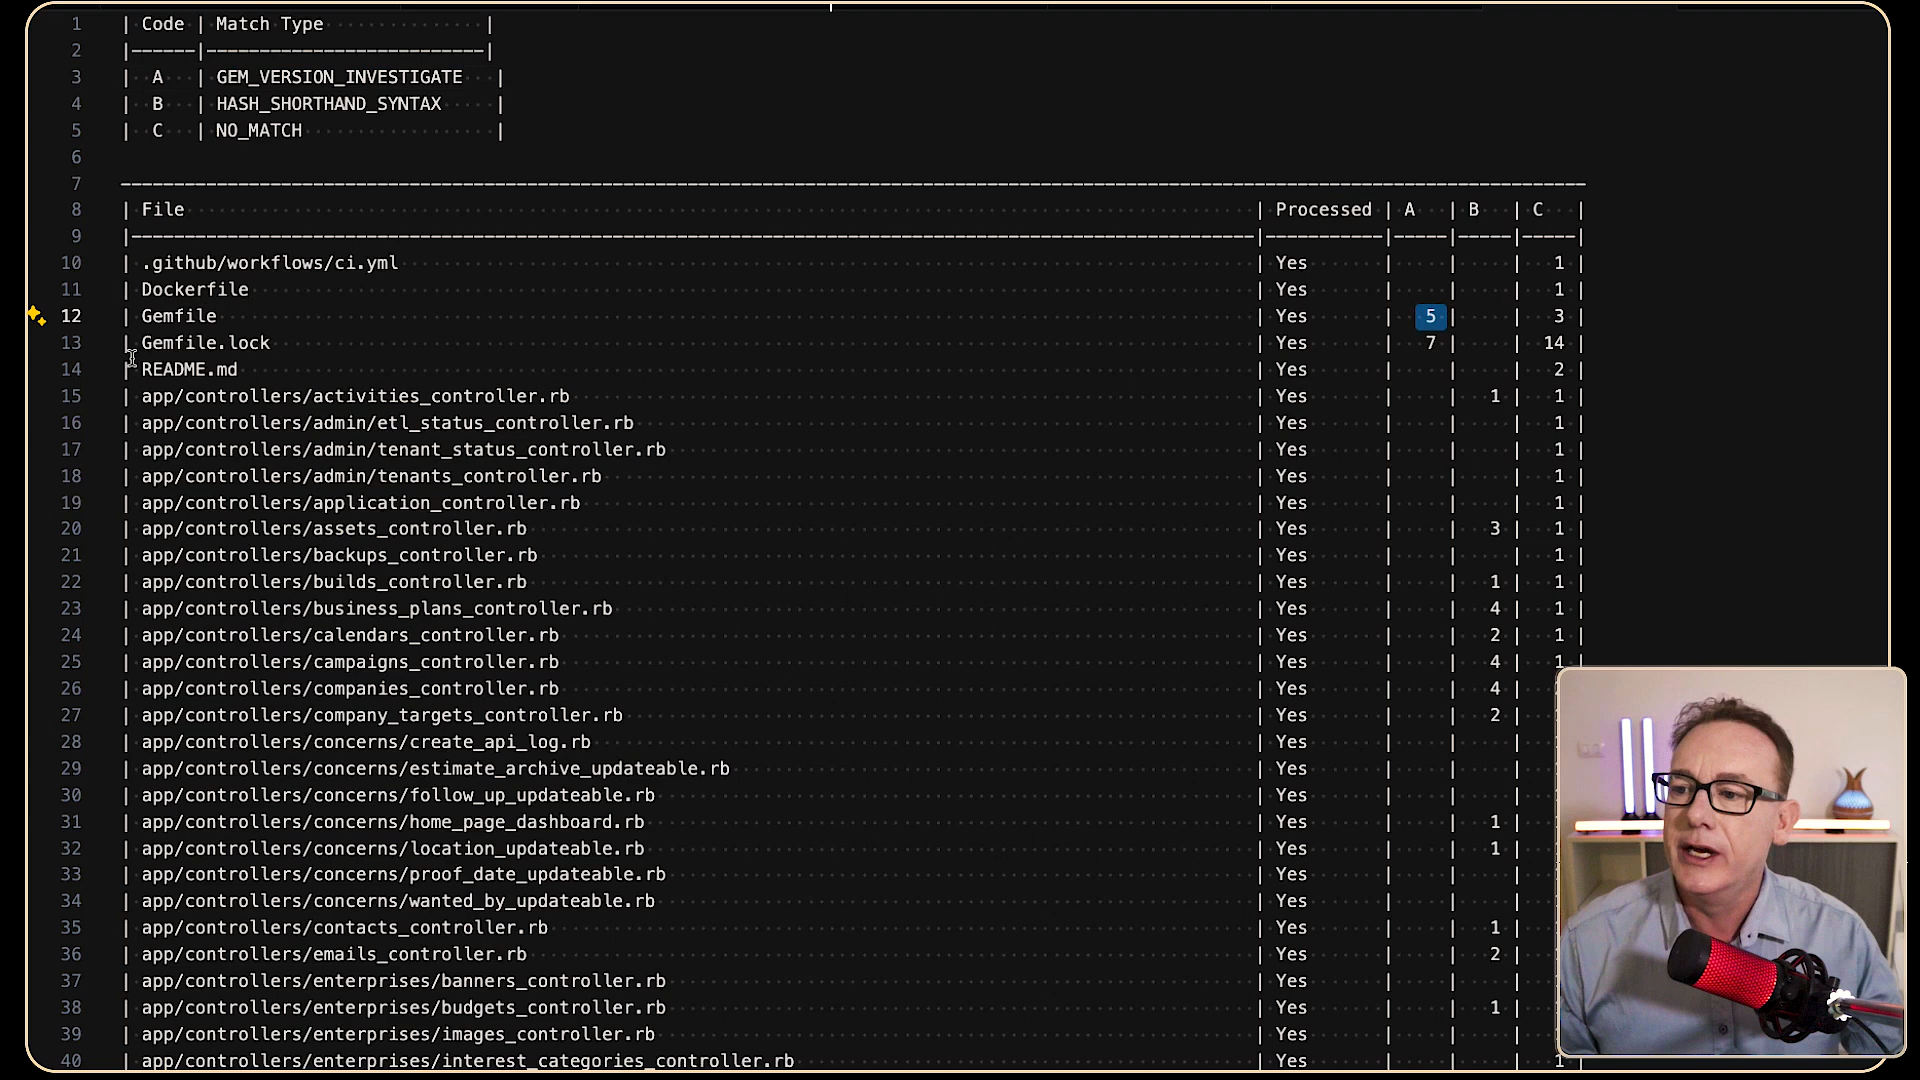 1 | Code | Match Type |
2 |------|--------------------------|
3 | A | GEM_VERSION_INVESTIGATE |
4 | B | HASH_SHORTHAND_SYNTAX |
5 | C | NO_MATCH |
6
7 ----------------------------------------
8 | File | Processed | A | B | C |
9 |----------------------------------------|-----------|-----|-----|-----|
10 | .github/workflows/ci.yml | Yes | | | 1 |
11 | Dockerfile | Yes | | | 1 |
12 | Gemfile | Yes | 5 | | 3 |
13 | Gemfile.lock | Yes | 7 | | 14 |
14 | README.md | Yes | | | 2 |
15 | app/controllers/activities_controller.rb | Yes | | 1 | 1 |
16 | app/controllers/admin/etl_status_controller.rb | Yes | | | 1 |
17 | app/controllers/admin/tenant_status_controller.rb | Yes | | | 1 |
18 | app/controllers/admin/tenants_controller.rb | Yes | | | 1 |
19 | app/controllers/application_controller.rb | Yes | | | 1 |
20 | app/controllers/assets_controller.rb | Yes | | 3 | 1 |
21 | app/controllers/backups_controller.rb | Yes | | | 1 |
22 | app/controllers/builds_controller.rb | Yes | | 1 | 1 |
23 | app/controllers/business_plans_controller.rb | Yes | | 4 | 1 |
24 | app/controllers/calendars_controller.rb | Yes | | 2 | 1 |
25 | app/controllers/campaigns_controller.rb | Yes | | 4 | 1 |
26 | app/controllers/companies_controller.rb | Yes | | 4 |
27 | app/controllers/company_targets_controller.rb | Yes | | 2 |
28 | app/controllers/concerns/create_api_log.rb | Yes | | |
29 | app/controllers/concerns/estimate_archive_updateable.rb | Yes | | |
30 | app/controllers/concerns/follow_up_updateable.rb | Yes | | |
31 | app/controllers/concerns/home_page_dashboard.rb | Yes | | 1 |
32 | app/controllers/concerns/location_updateable.rb | Yes | | 1 |
33 | app/controllers/concerns/proof_date_updateable.rb | Yes | | |
34 | app/controllers/concerns/wanted_by_updateable.rb | Yes | | |
35 | app/controllers/contacts_controller.rb | Yes | | 1 |
36 | app/controllers/emails_controller.rb | Yes | | 2 |
37 | app/controllers/enterprises/banners_controller.rb | Yes | | |
38 | app/controllers/enterprises/budgets_controller.rb | Yes | | 1 |
39 | app/controllers/enterprises/images_controller.rb | Yes | | |
40 | app/controllers/enterprises/interest_categories_controller.rb | Yes | | | 1 |